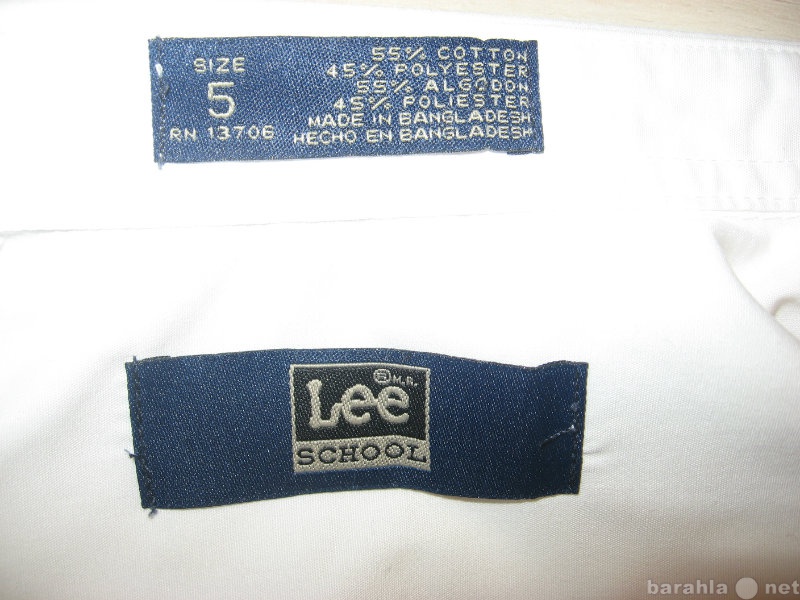 SIZE
5
RN 13706
55% COTTON
45% POLYESTER
55% ALGODON
45% POLIESTER
MADE IN BANGLADESH
HECHO EN BANGLADESH
® M.R.
Lee
SCHOOL
barahla net